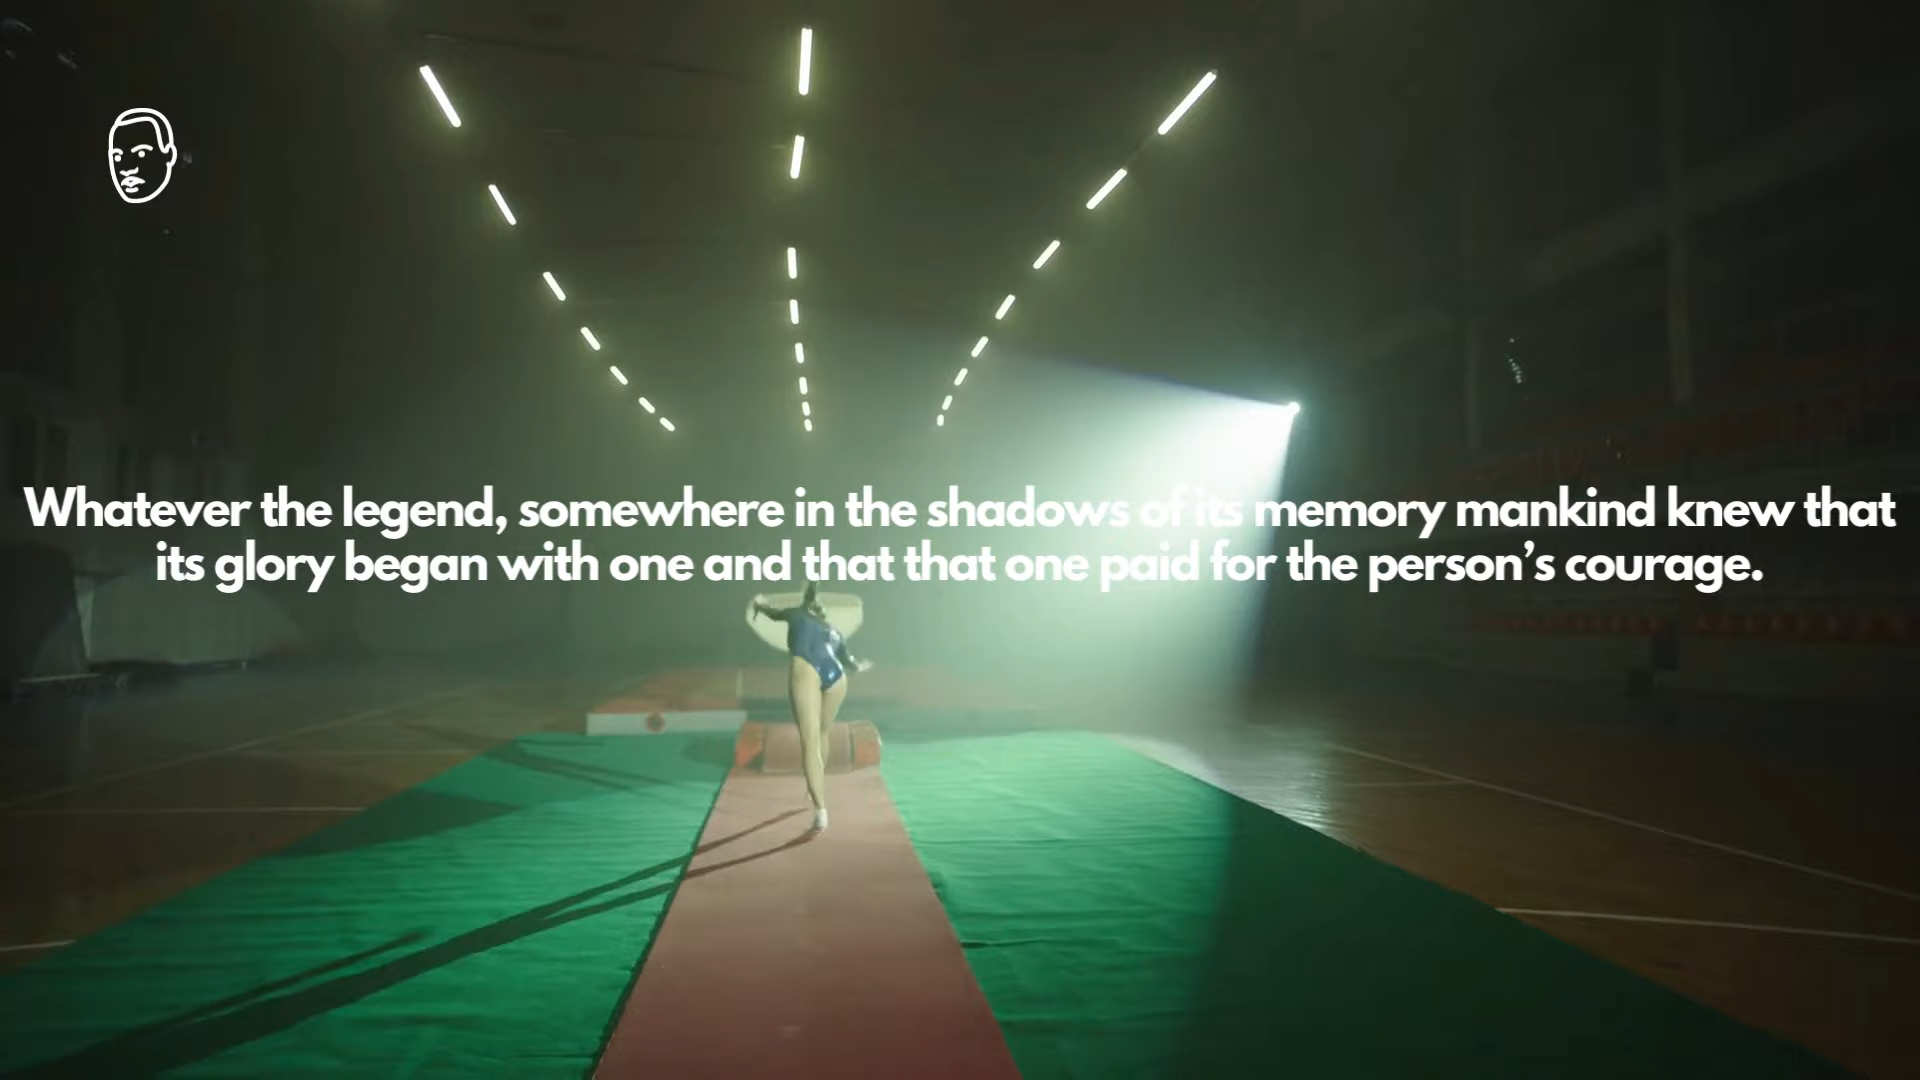 Whatever the legend, somewhere in the shadows of its memory mankind knew that
its glory began with one and that that one paid for the person’s courage.